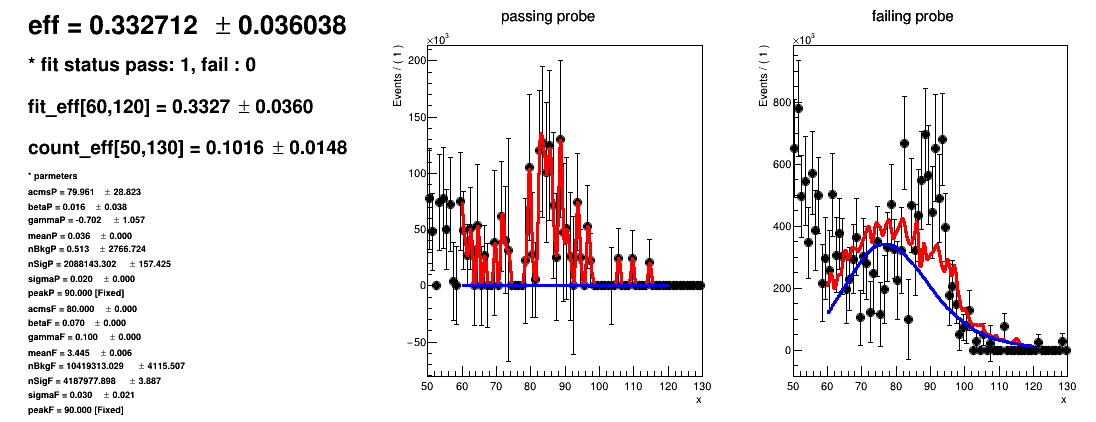 eff = 0.332712 ± 0.036038
* fit status pass: 1, fail : 0
fit_eff[60,120] = 0.3327 ± 0.0360
count_eff[50,130] = 0.1016 ± 0.0148
* parmeters
acmsP = 79.961 ± 28.823
betaP = 0.016 ± 0.038
gammaP = -0.702 ± 1.057
meanP = 0.036 ± 0.000
nBkgP = 0.513 ± 2766.724
nSigP = 2088143.302 ± 157.425
sigmaP = 0.020 ± 0.000
peakP = 90.000 [Fixed]
acmsF = 80.000 ± 0.000
betaF = 0.070 ± 0.000
gammaF = 0.100 ± 0.000
meanF = 3.445 ± 0.006
nBkgF = 10419313.029 ± 4115.507
nSigF = 4187977.898 ± 3.887
sigmaF = 0.030 ± 0.021
peakF = 90.000 [Fixed]
passing probe
×10³
Events / ( 1 )
200
150
100
50
0
−50
50 60 70 80 90 100 110 120 130
x
failing probe
×10³
Events / ( 1 )
800
600
400
200
0
50 60 70 80 90 100 110 120 130
x